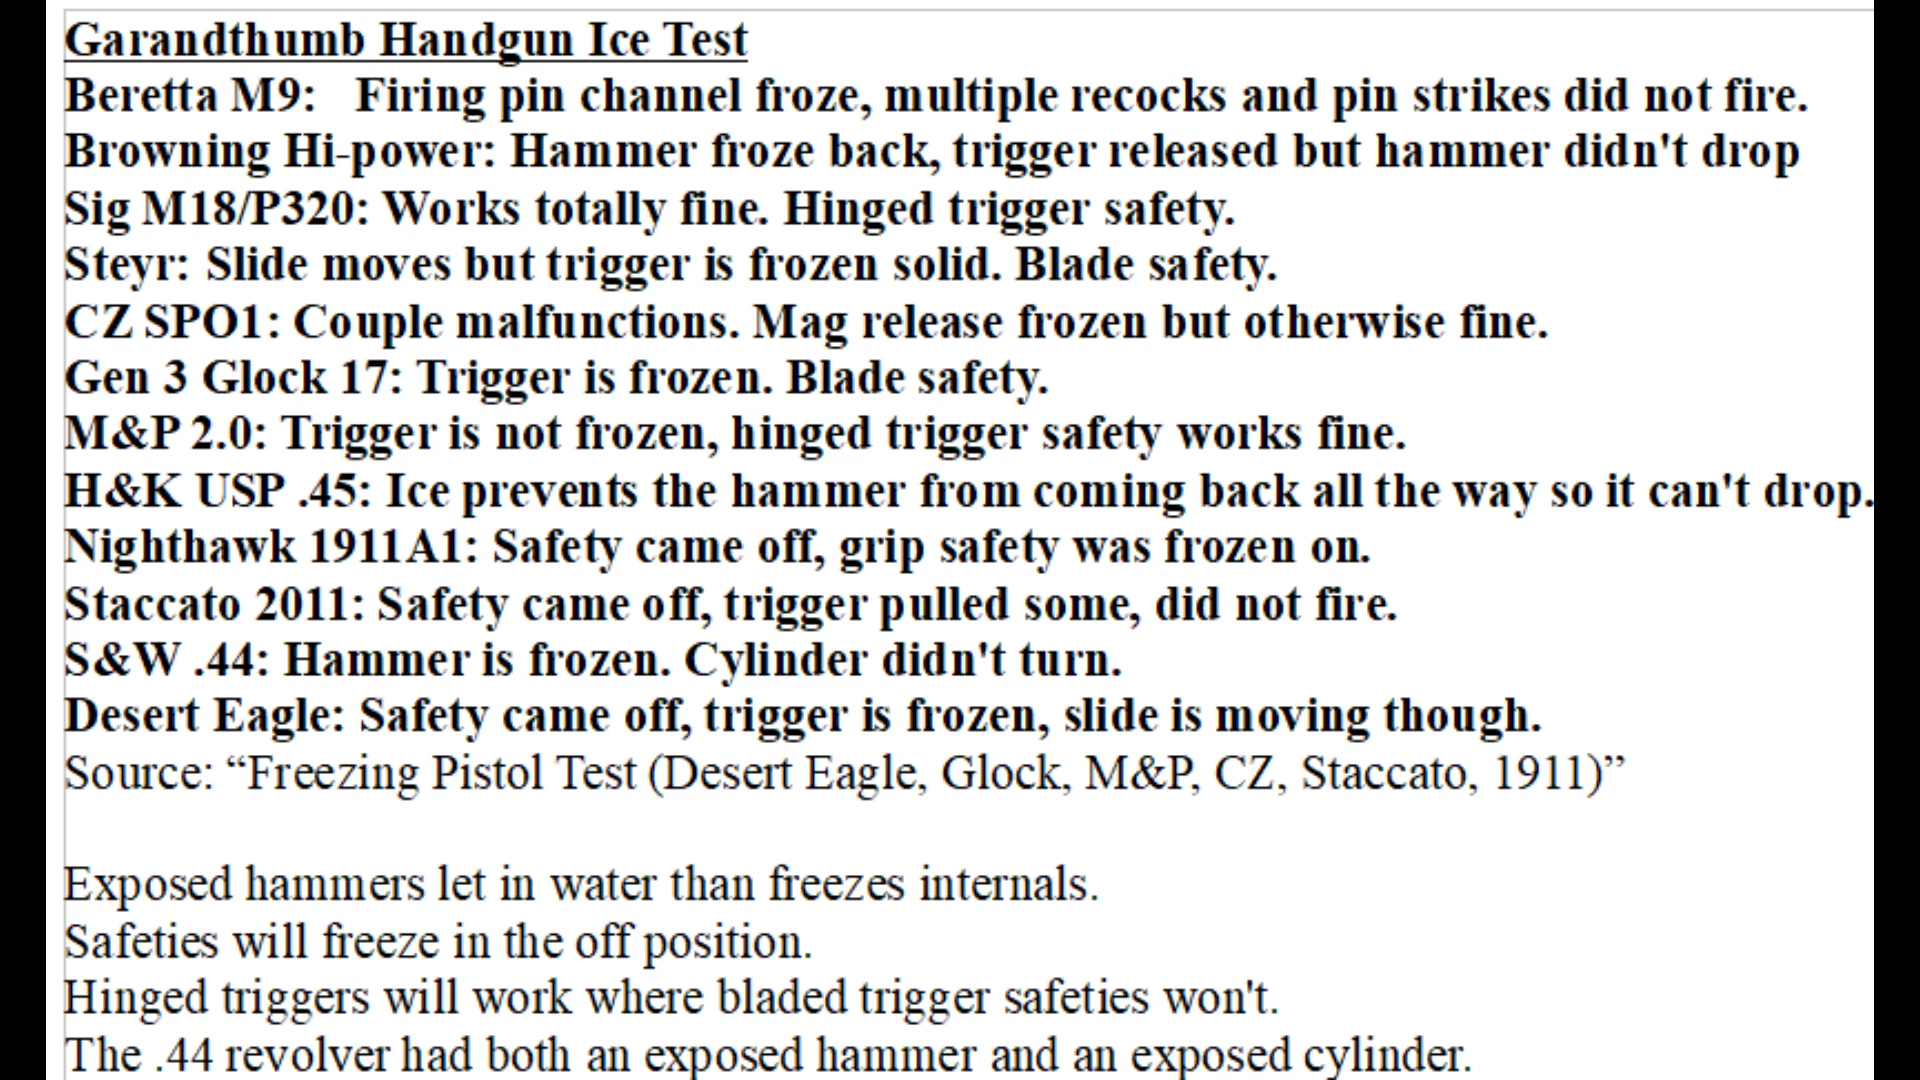 Garandthumb Handgun Ice Test
Beretta M9: Firing pin channel froze, multiple recocks and pin strikes did not fire.
Browning Hi-power: Hammer froze back, trigger released but hammer didn't drop
Sig M18/P320: Works totally fine. Hinged trigger safety.
Steyr: Slide moves but trigger is frozen solid. Blade safety.
CZ SPO1: Couple malfunctions. Mag release frozen but otherwise fine.
Gen 3 Glock 17: Trigger is frozen. Blade safety.
M&P 2.0: Trigger is not frozen, hinged trigger safety works fine.
H&K USP .45: Ice prevents the hammer from coming back all the way so it can't drop.
Nighthawk 1911A1: Safety came off, grip safety was frozen on.
Staccato 2011: Safety came off, trigger pulled some, did not fire.
S&W .44: Hammer is frozen. Cylinder didn't turn.
Desert Eagle: Safety came off, trigger is frozen, slide is moving though.
Source: “Freezing Pistol Test (Desert Eagle, Glock, M&P, CZ, Staccato, 1911)”
Exposed hammers let in water than freezes internals.
Safeties will freeze in the off position.
Hinged triggers will work where bladed trigger safeties won't.
The .44 revolver had both an exposed hammer and an exposed cylinder.